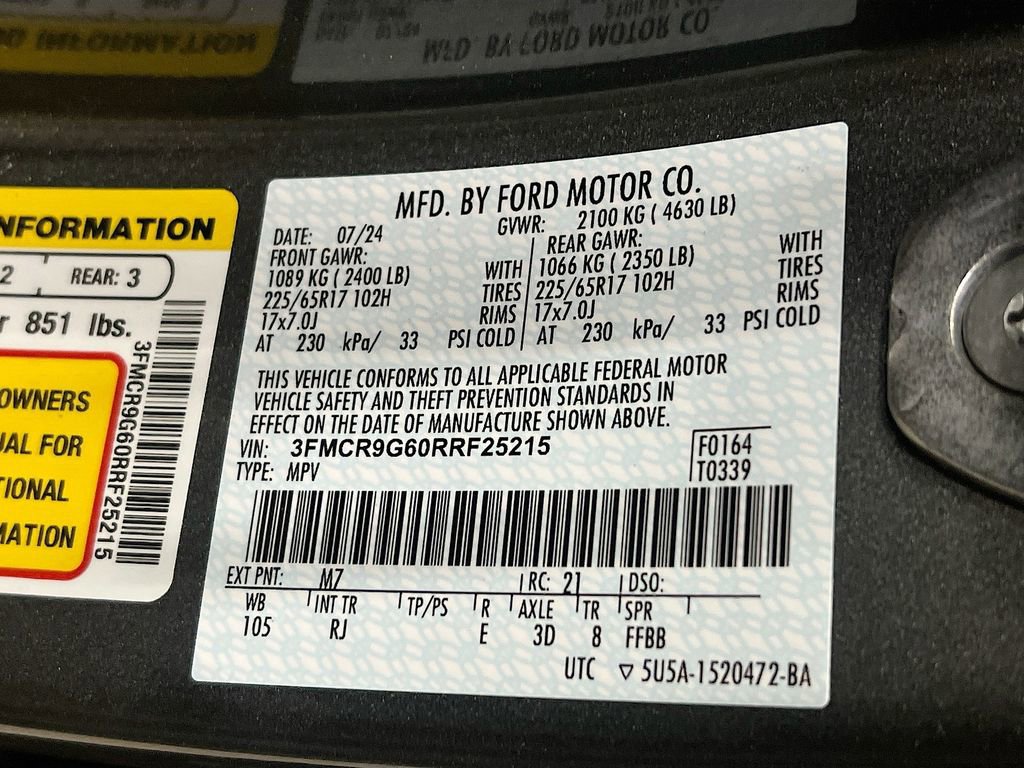 MFD. BY FORD MOTOR CO.
NFORMATION
2 REAR: 3
r 851 lbs.
OWNERS
UAL FOR
TIONAL
MATION
3FMCR9G60RRF25215
MFD. BY FORD MOTOR CO.
DATE: 07/24 GVWR: 2100 KG ( 4630 LB)
FRONT GAWR: REAR GAWR:
1089 KG ( 2400 LB) WITH 1066 KG ( 2350 LB) WITH
225/65R17 102H TIRES 225/65R17 102H TIRES
17x7.0J RIMS 17x7.0J RIMS
AT 230 kPa/ 33 PSI COLD AT 230 kPa/ 33 PSI COLD
THIS VEHICLE CONFORMS TO ALL APPLICABLE FEDERAL MOTOR
VEHICLE SAFETY AND THEFT PREVENTION STANDARDS IN
EFFECT ON THE DATE OF MANUFACTURE SHOWN ABOVE.
VIN: 3FMCR9G60RRF25215 F0164
TYPE: MPV T0339
EXT PNT: M7 RC: 21 DSO:
WB INT TR TP/PS R AXLE TR SPR
105 RJ E 3D 8 FFBB
UTC ▽ 5U5A-1520472-BA